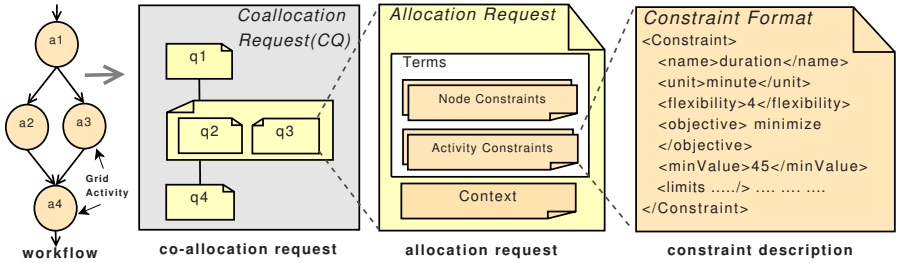 a1
a2
a3
Grid
Activity
a4
workflow
Coallocation
Request(CQ)
q1
q2
q3
q4
co-allocation request
Allocation Request
Terms
Node Constraints
Activity Constraints
Context
allocation request
Constraint Format
<Constraint>
<name>duration</name>
<unit>minute</unit>
<flexibility>4</flexibility>
<objective> minimize
</objective>
<minValue>45</minValue>
<limits ...../> .... .... ....
</Constraint>
constraint description